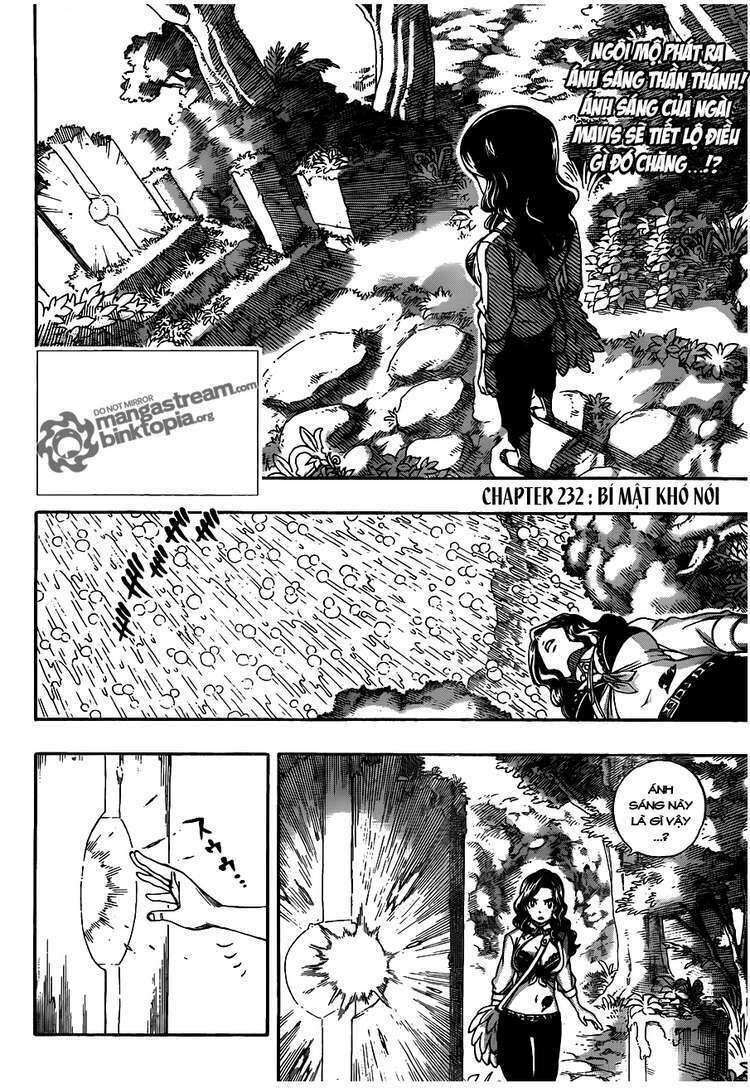 NGÔI MỘ PHÁT RA
ÁNH SÁNG THẦN THÁNH!
ÁNH SÁNG CỦA NGÀI
MAVIS SẼ TIẾT LỘ ĐIỀU
GÌ ĐÓ CHĂNG...!?
DO NOT MIRROR
mangastream.com
binktopia.org
CHAPTER 232 : BÍ MẬT KHÓ NÓI
ÁNH
SÁNG NÀY
LÀ GÌ VẬY
...?